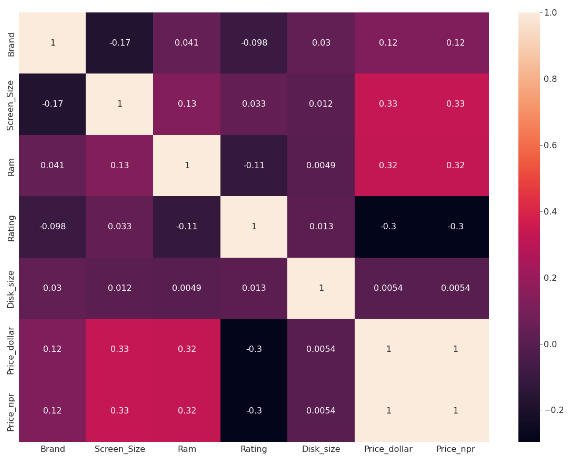 Brand 1 -0.17 0.041 -0.098 0.03 0.12 0.12
Screen_Size -0.17 1 0.13 0.033 0.012 0.33 0.33
Ram 0.041 0.13 1 -0.11 0.0049 0.32 0.32
Rating -0.098 0.033 -0.11 1 0.013 -0.3 -0.3
Disk_size 0.03 0.012 0.0049 0.013 1 0.0054 0.0054
Price_dollar 0.12 0.33 0.32 -0.3 0.0054 1 1
Price_npr 0.12 0.33 0.32 -0.3 0.0054 1 1
Brand Screen_Size Ram Rating Disk_size Price_dollar Price_npr
1.0
0.8
0.6
0.4
0.2
0.0
−0.2